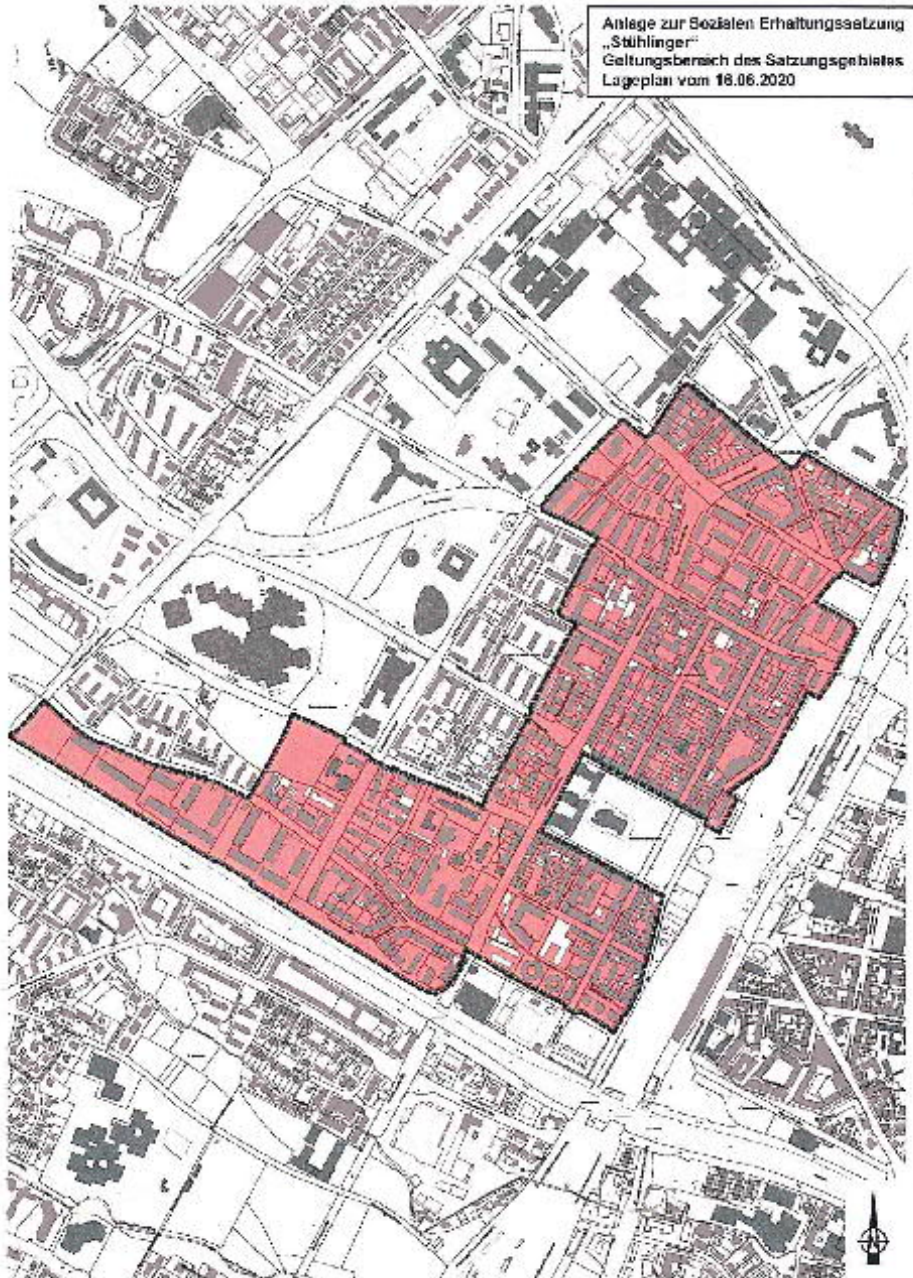 Anlage zur Sozialen Erhaltungssatzung
„Stühlinger“
Geltungsbereich des Satzungsgebietes
Lageplan vom 16.06.2020